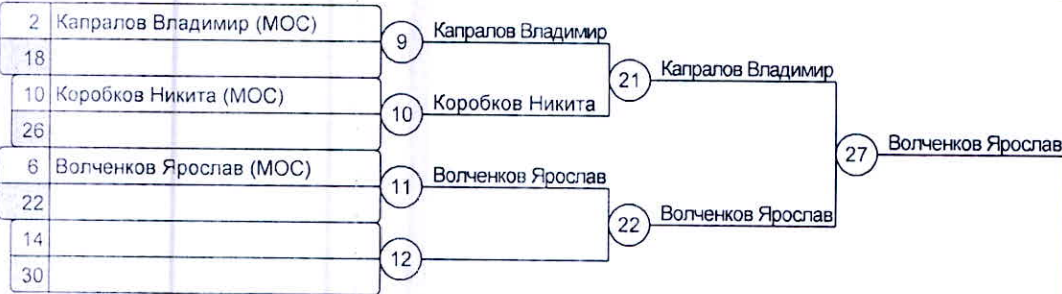 2 Капралов Владимир (МОС)
9 Капралов Владимир
18
21 Капралов Владимир
10 Коробков Никита (МОС)
10 Коробков Никита
26
27 Волченков Ярослав
6 Волченков Ярослав (МОС)
11 Волченков Ярослав
22
22 Волченков Ярослав
14
12
30